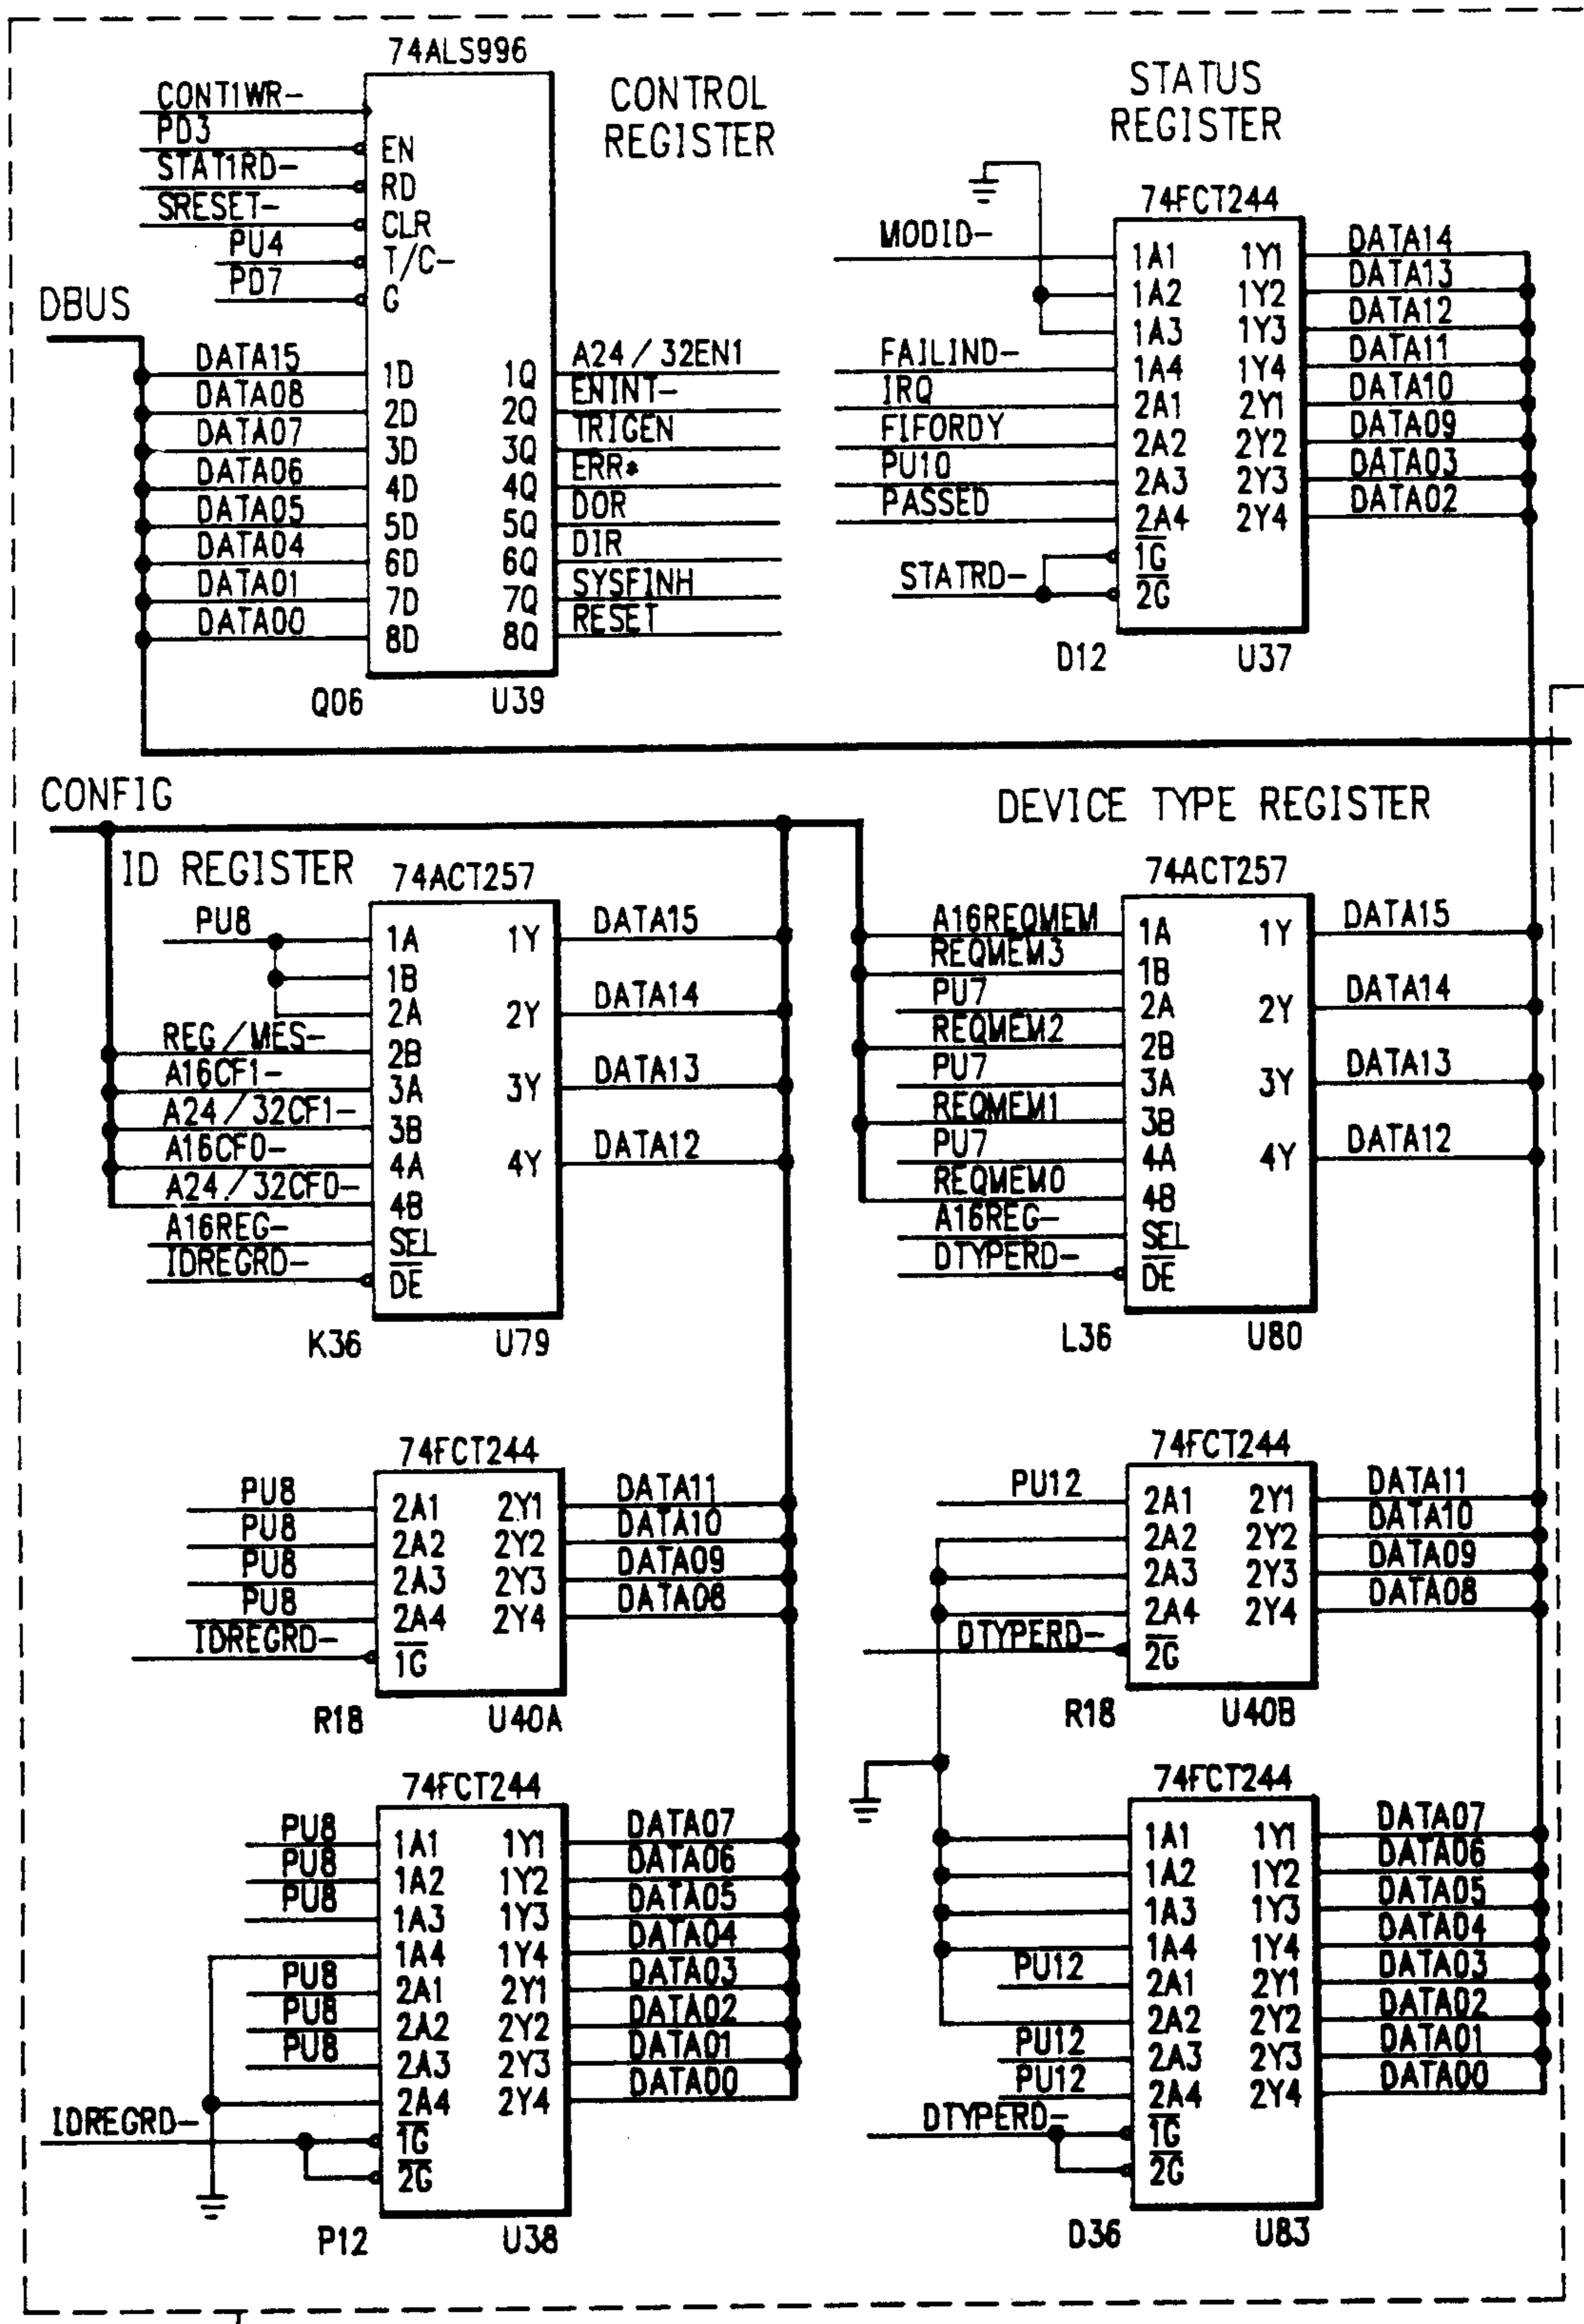 74ALS996
CONTROL
REGISTER
CONT1WR-
PD3
EN
STAT1RD-
RD
SRESET-
CLR
PU4
T/C-
PD7
G
DBUS
DATA15 1D 1Q A24/32EN1
DATA08 2D 2Q ENINT-
DATA07 3D 3Q TRIGEN
DATA06 4D 4Q ERR*
DATA05 5D 5Q DOR
DATA04 6D 6Q DIR
DATA01 7D 7Q SYSFINH
DATA00 8D 8Q RESET
Q06 U39
STATUS
REGISTER
74FCT244
MODID- 1A1 1Y1 DATA14
1A2 1Y2 DATA13
1A3 1Y3 DATA12
FAILIND- 1A4 1Y4 DATA11
IRQ 2A1 2Y1 DATA10
FIFORDY 2A2 2Y2 DATA09
PU10 2A3 2Y3 DATA03
PASSED 2A4 2Y4 DATA02
1G
STATRD- 2G
D12 U37
CONFIG
ID REGISTER
74ACT257
PU8 1A 1Y DATA15
1B
2A 2Y DATA14
REG/MES- 2B
A16CF1- 3A 3Y DATA13
A24/32CF1- 3B
A16CF0- 4A 4Y DATA12
A24/32CF0- 4B
A16REG- SEL
IDREGRD- OE
K36 U79
DEVICE TYPE REGISTER
74ACT257
A16REQMEM 1A 1Y DATA15
REQMEM3 1B
PU7 2A 2Y DATA14
REQMEM2 2B
PU7 3A 3Y DATA13
REQMEM1 3B
PU7 4A 4Y DATA12
REQMEM0 4B
A16REG- SEL
DTYPERD- OE
L36 U80
74FCT244
PU8 2A1 2Y1 DATA11
PU8 2A2 2Y2 DATA10
PU8 2A3 2Y3 DATA09
PU8 2A4 2Y4 DATA08
IDREGRD- 1G
R18 U40A
74FCT244
PU12 2A1 2Y1 DATA11
2A2 2Y2 DATA10
2A3 2Y3 DATA09
2A4 2Y4 DATA08
DTYPERD- 2G
R18 U40B
74FCT244
PU8 1A1 1Y1 DATA07
PU8 1A2 1Y2 DATA06
PU8 1A3 1Y3 DATA05
1A4 1Y4 DATA04
PU8 2A1 2Y1 DATA03
PU8 2A2 2Y2 DATA02
PU8 2A3 2Y3 DATA01
2A4 2Y4 DATA00
IDREGRD- 1G
2G
P12 U38
74FCT244
1A1 1Y1 DATA07
1A2 1Y2 DATA06
1A3 1Y3 DATA05
1A4 1Y4 DATA04
PU12 2A1 2Y1 DATA03
2A2 2Y2 DATA02
PU12 2A3 2Y3 DATA01
PU12 2A4 2Y4 DATA00
DTYPERD- 1G
2G
D36 U83